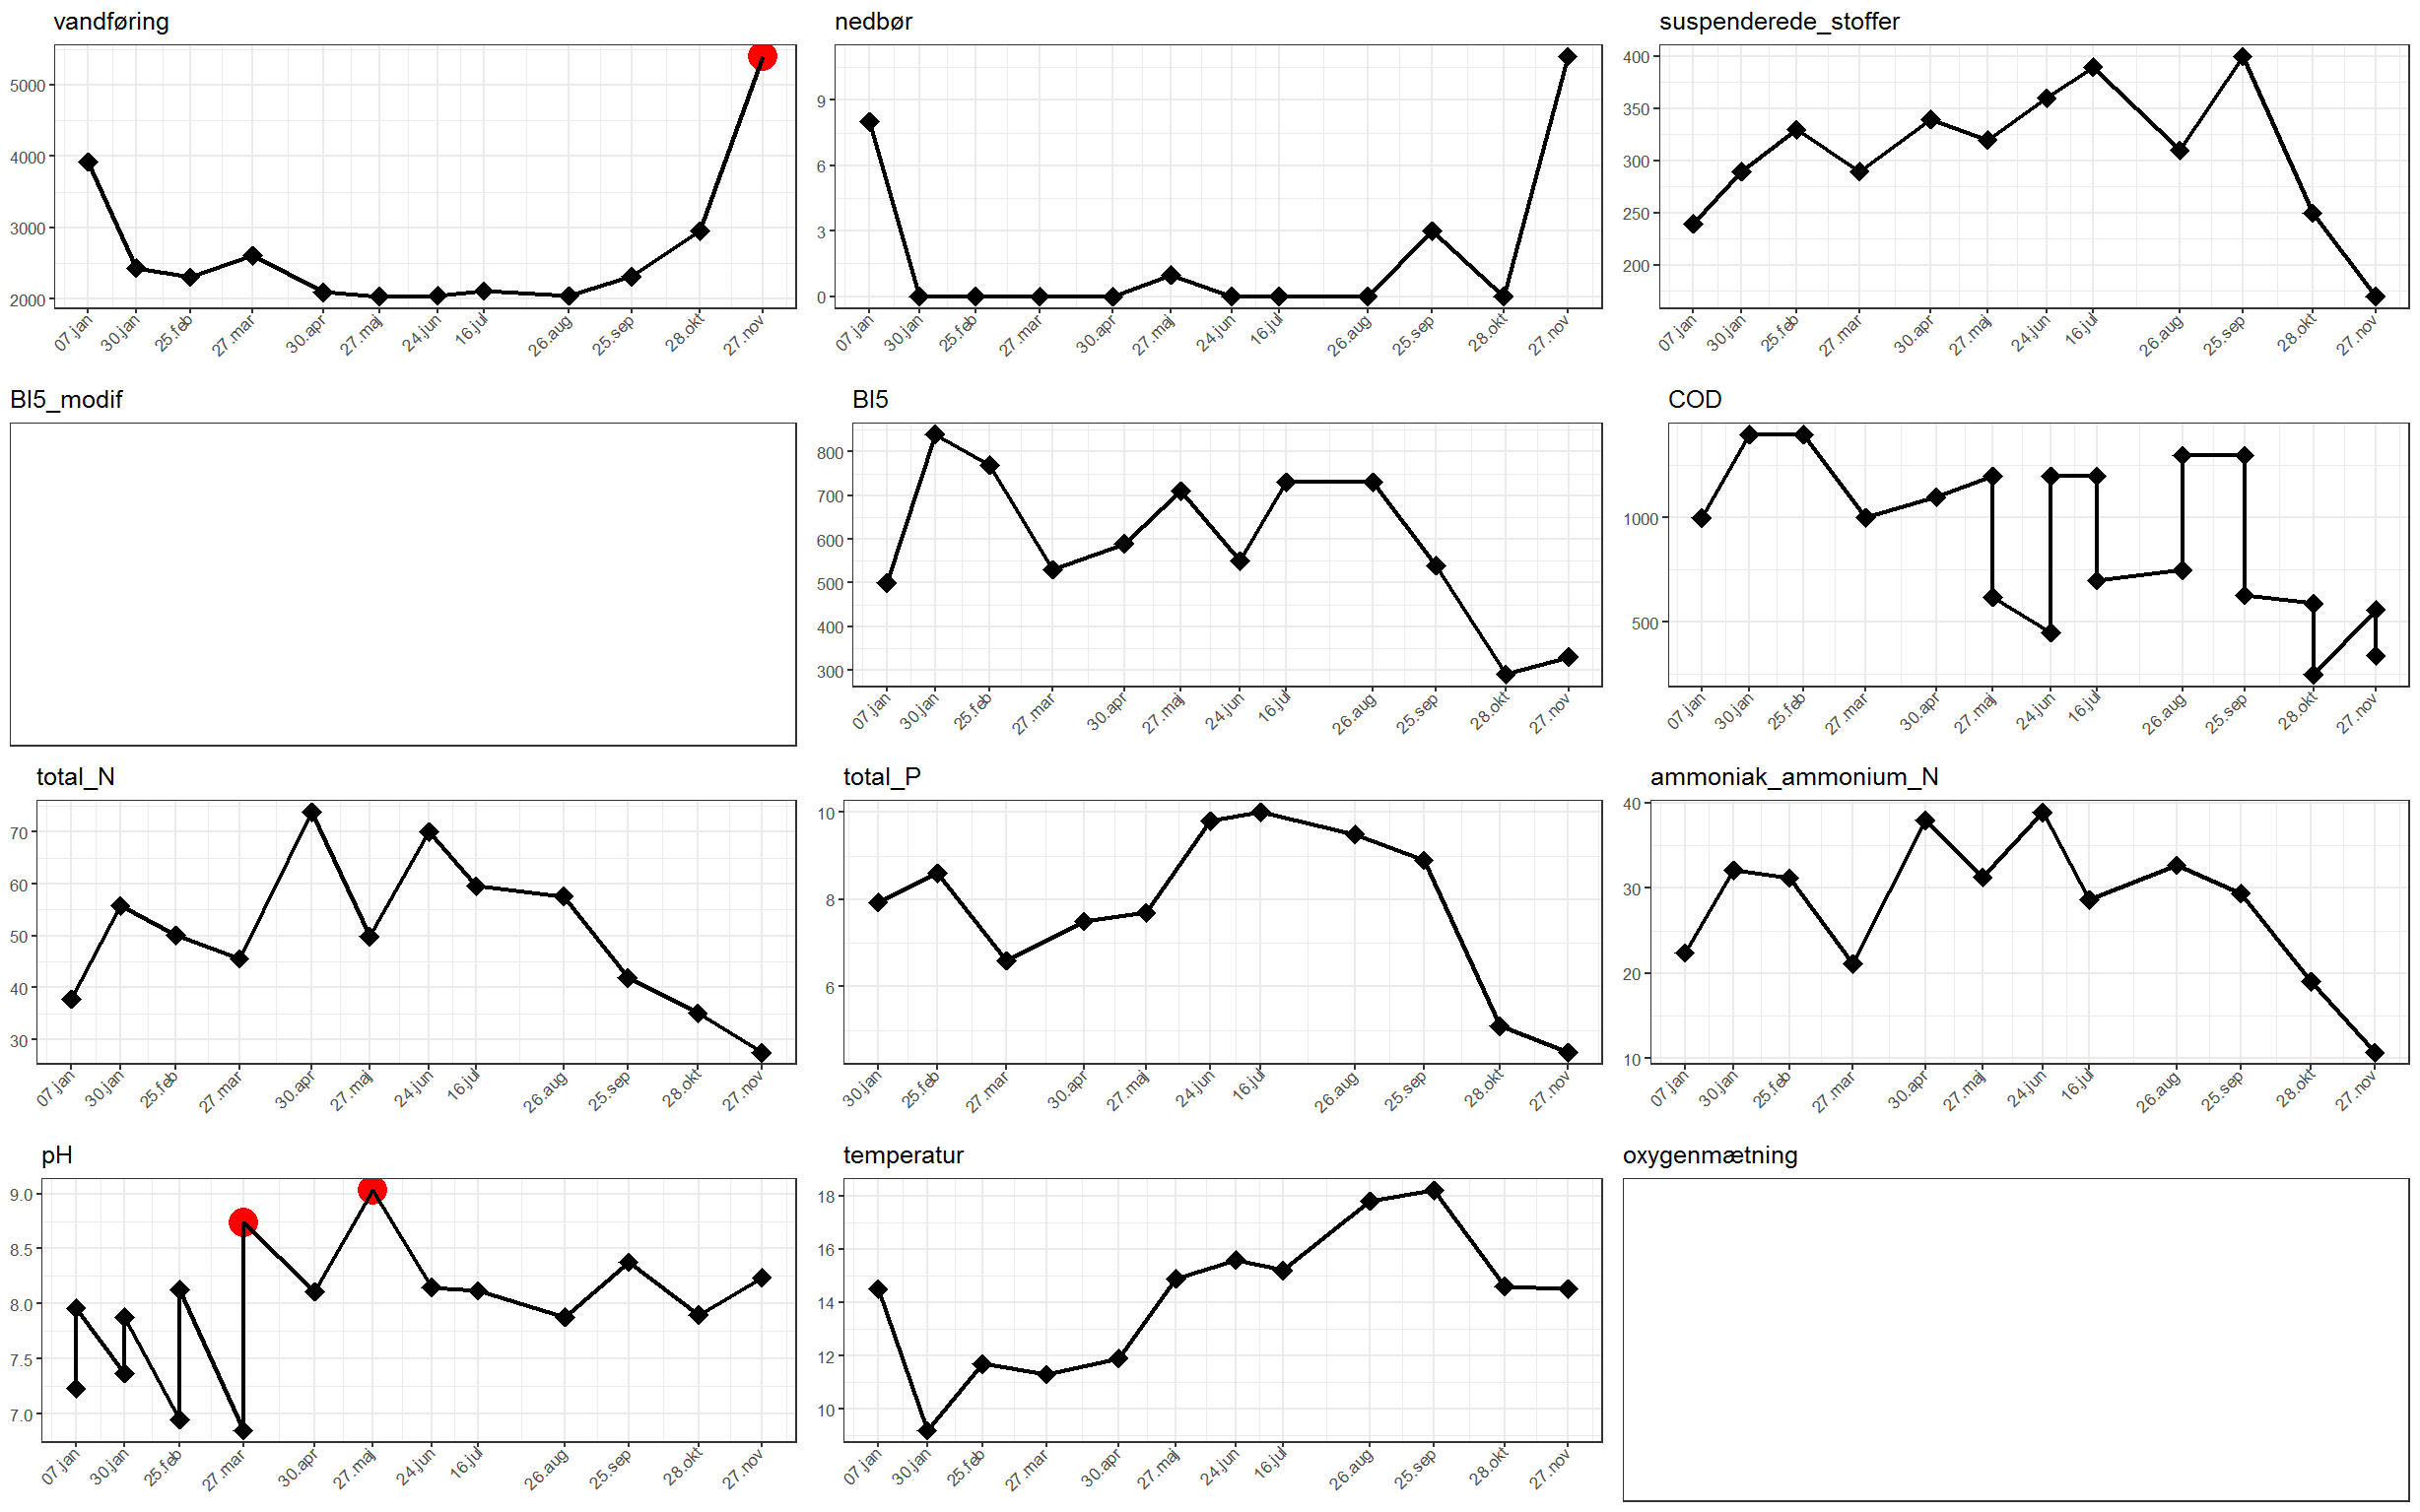 vandføring
5000
4000
3000
2000
07.jan 30.jan 25.feb 27.mar 30.apr 27.maj 24.jun 16.jul 26.aug 25.sep 28.okt 27.nov
nedbør
9
6
3
0
07.jan 30.jan 25.feb 27.mar 30.apr 27.maj 24.jun 16.jul 26.aug 25.sep 28.okt 27.nov
suspenderede_stoffer
400
350
300
250
200
07.jan 30.jan 25.feb 27.mar 30.apr 27.maj 24.jun 16.jul 26.aug 25.sep 28.okt 27.nov
BI5_modif
BI5
800
700
600
500
400
300
07.jan 30.jan 25.feb 27.mar 30.apr 27.maj 24.jun 16.jul 26.aug 25.sep 28.okt 27.nov
COD
1000
500
07.jan 30.jan 25.feb 27.mar 30.apr 27.maj 24.jun 16.jul 26.aug 25.sep 28.okt 27.nov
total_N
70
60
50
40
30
07.jan 30.jan 25.feb 27.mar 30.apr 27.maj 24.jun 16.jul 26.aug 25.sep 28.okt 27.nov
total_P
10
8
6
30.jan 25.feb 27.mar 30.apr 27.maj 24.jun 16.jul 26.aug 25.sep 28.okt 27.nov
ammoniak_ammonium_N
40
30
20
10
07.jan 30.jan 25.feb 27.mar 30.apr 27.maj 24.jun 16.jul 26.aug 25.sep 28.okt 27.nov
pH
9.0
8.5
8.0
7.5
7.0
07.jan 30.jan 25.feb 27.mar 30.apr 27.maj 24.jun 16.jul 26.aug 25.sep 28.okt 27.nov
temperatur
18
16
14
12
10
07.jan 30.jan 25.feb 27.mar 30.apr 27.maj 24.jun 16.jul 26.aug 25.sep 28.okt 27.nov
oxygenmætning